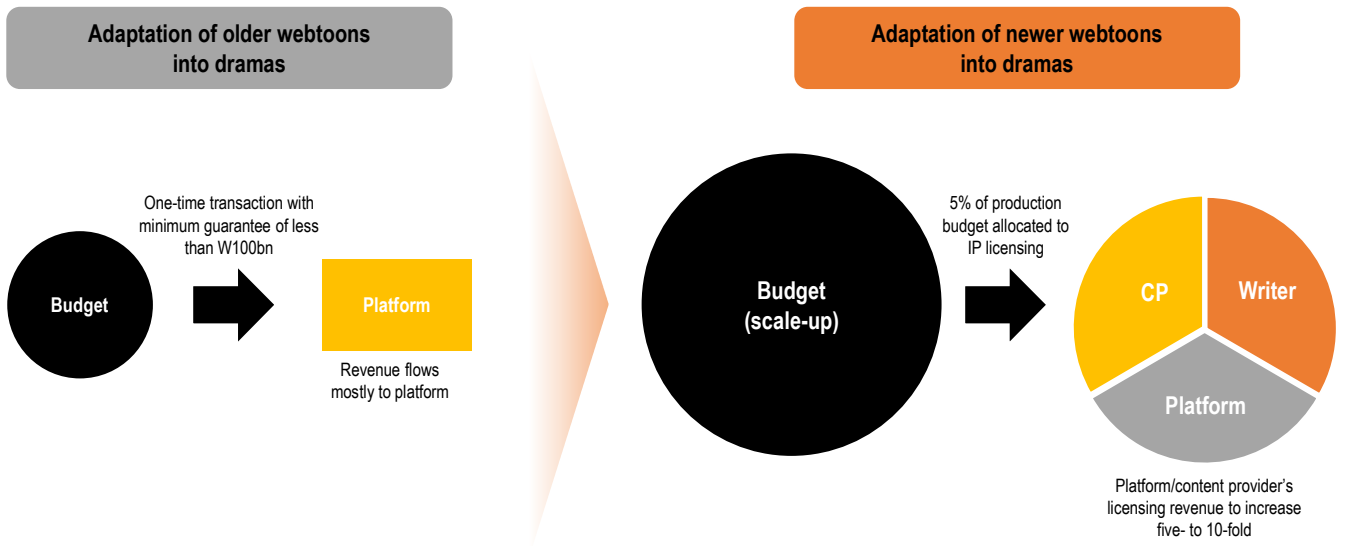 Adaptation of older webtoons
into dramas
One-time transaction with
minimum guarantee of less
than W100bn
Budget
Platform
Revenue flows
mostly to platform
Adaptation of newer webtoons
into dramas
Budget
(scale-up)
5% of production
budget allocated to
IP licensing
CP
Writer
Platform
Platform/content provider's
licensing revenue to increase
five- to 10-fold